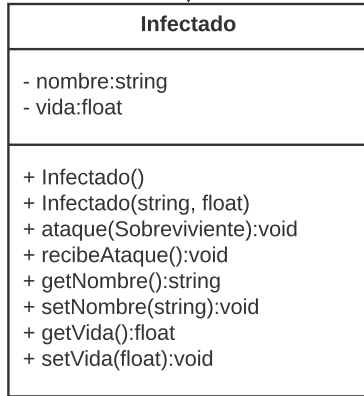 Infectado
- nombre:string
- vida:float
+ Infectado()
+ Infectado(string, float)
+ ataque(Sobreviviente):void
+ recibeAtaque():void
+ getNombre():string
+ setNombre(string):void
+ getVida():float
+ setVida(float):void